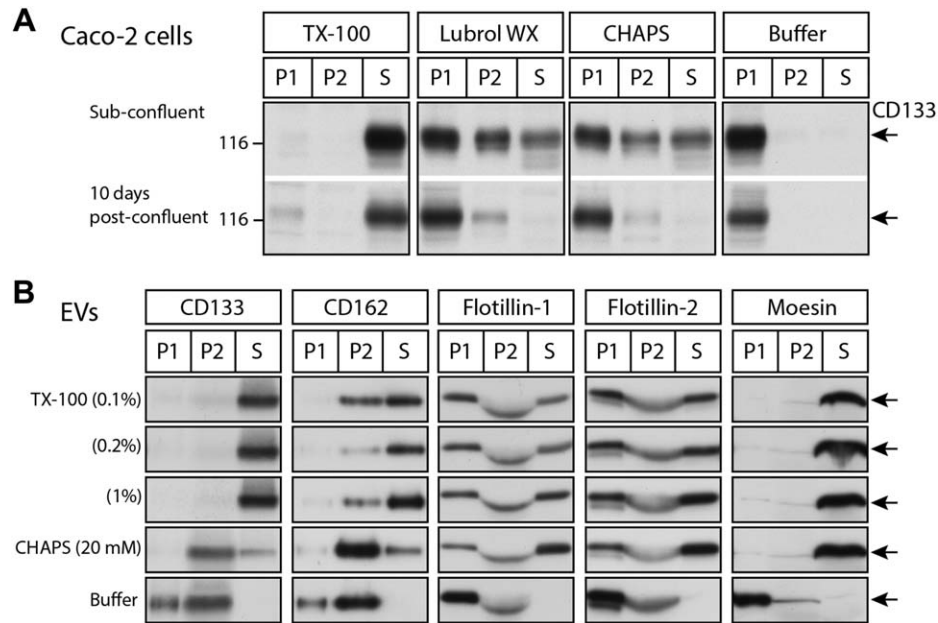 A
Caco-2 cells
TX-100 Lubrol WX CHAPS Buffer
P1 P2 S P1 P2 S P1 P2 S P1 P2 S
Sub-confluent
CD133
116
10 days
post-confluent
116
B
EVs
CD133 CD162 Flotillin-1 Flotillin-2 Moesin
P1 P2 S P1 P2 S P1 P2 S P1 P2 S P1 P2 S
TX-100 (0.1%)
(0.2%)
(1%)
CHAPS (20 mM)
Buffer